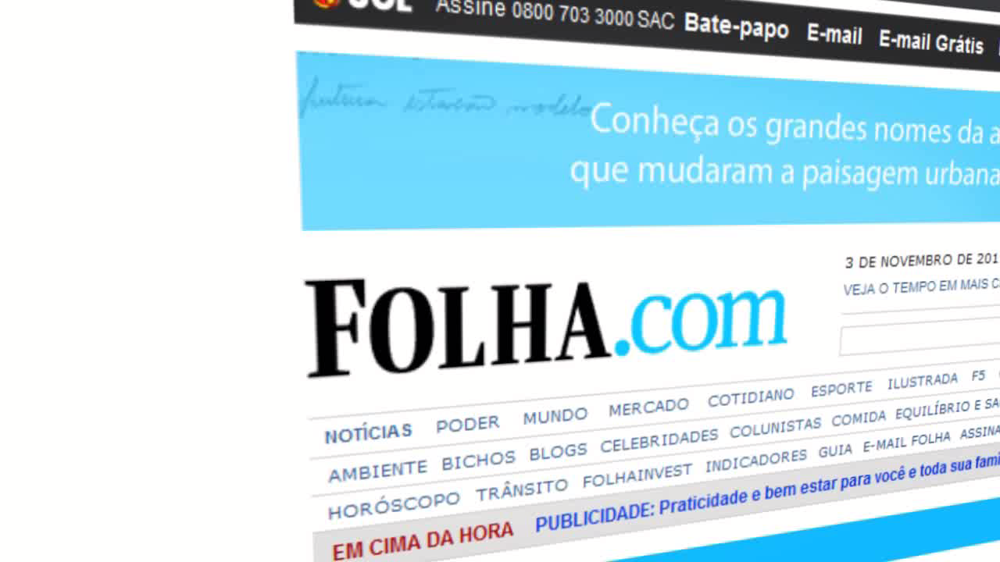 Assine 0800 703 3000 SAC Bate-papo E-mail E-mail Grátis
futura estação modelo
Conheça os grandes nomes da a
que mudaram a paisagem urbana
FOLHA.com
3 DE NOVEMBRO DE 201
VEJA O TEMPO EM MAIS C
NOTÍCIAS PODER MUNDO MERCADO COTIDIANO ESPORTE ILUSTRADA F5
AMBIENTE BICHOS BLOGS CELEBRIDADES COLUNISTAS COMIDA EQUILÍBRIO E SA
HORÓSCOPO TRÂNSITO FOLHAINVEST INDICADORES GUIA E-MAIL FOLHA ASSINA
EM CIMA DA HORA PUBLICIDADE: Praticidade e bem estar para você e toda sua fami